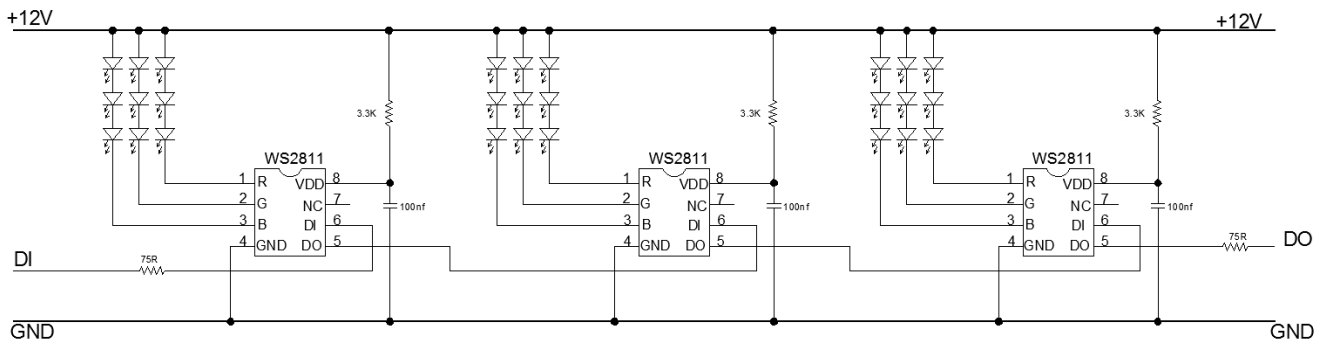 +12V +12V
3.3K 3.3K 3.3K
WS2811 WS2811 WS2811
1 R VDD 8 1 R VDD 8 1 R VDD 8
2 G NC 7 100nf 2 G NC 7 100nf 2 G NC 7 100nf
3 B DI 6 3 B DI 6 3 B DI 6
4 GND DO 5 4 GND DO 5 4 GND DO 5 75R DO
DI 75R
GND GND